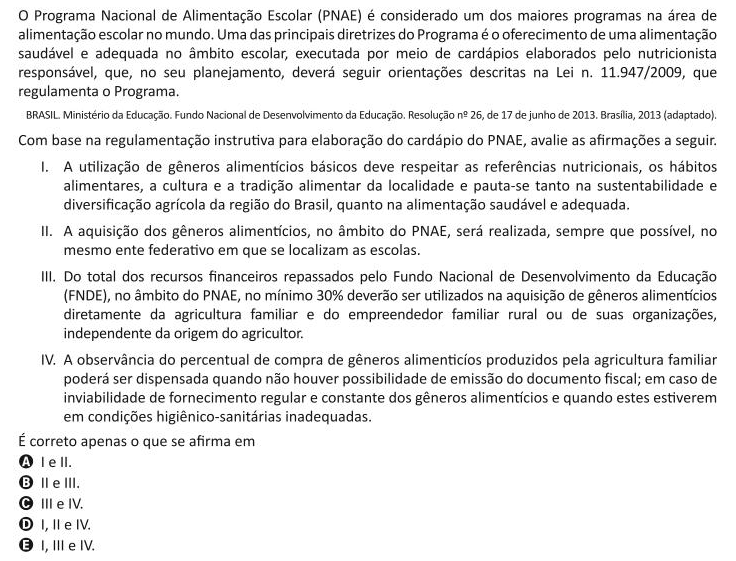 O Programa Nacional de Alimentação Escolar (PNAE) é considerado um dos maiores programas na área de
alimentação escolar no mundo. Uma das principais diretrizes do Programa é o oferecimento de uma alimentação
saudável e adequada no âmbito escolar, executada por meio de cardápios elaborados pelo nutricionista
responsável, que, no seu planejamento, deverá seguir orientações descritas na Lei n. 11.947/2009, que
regulamenta o Programa.
BRASIL. Ministério da Educação. Fundo Nacional de Desenvolvimento da Educação. Resolução nº 26, de 17 de junho de 2013. Brasília, 2013 (adaptado).
Com base na regulamentação instrutiva para elaboração do cardápio do PNAE, avalie as afirmações a seguir.
I. A utilização de gêneros alimentícios básicos deve respeitar as referências nutricionais, os hábitos
alimentares, a cultura e a tradição alimentar da localidade e pauta-se tanto na sustentabilidade e
diversificação agrícola da região do Brasil, quanto na alimentação saudável e adequada.
II. A aquisição dos gêneros alimentícios, no âmbito do PNAE, será realizada, sempre que possível, no
mesmo ente federativo em que se localizam as escolas.
III. Do total dos recursos financeiros repassados pelo Fundo Nacional de Desenvolvimento da Educação
(FNDE), no âmbito do PNAE, no mínimo 30% deverão ser utilizados na aquisição de gêneros alimentícios
diretamente da agricultura familiar e do empreendedor familiar rural ou de suas organizações,
independente da origem do agricultor.
IV. A observância do percentual de compra de gêneros alimenticíos produzidos pela agricultura familiar
poderá ser dispensada quando não houver possibilidade de emissão do documento fiscal; em caso de
inviabilidade de fornecimento regular e constante dos gêneros alimentícios e quando estes estiverem
em condições higiênico-sanitárias inadequadas.
É correto apenas o que se afirma em
A I e II.
B II e III.
C III e IV.
D I, II e IV.
E I, III e IV.